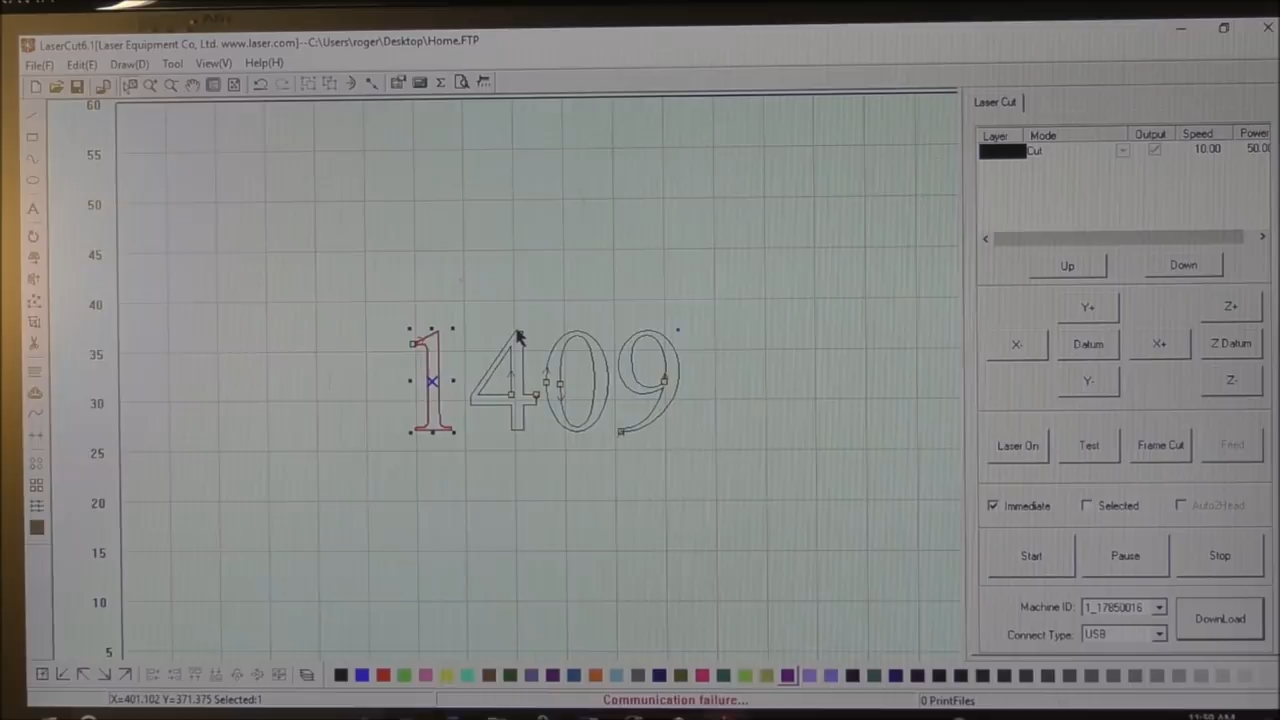 LaserCut6.1[Laser Equipment Co, Ltd. www.laser.com]--C:\Users\roger\Desktop\Home.FTP
File(F) Edit(E) Draw(D) Tool View(V) Help(H)
Laser Cut
Layer Mode Output Speed Power
Cut 10.00 50.00
60
55
50
45
40
35
30
25
20
15
10
5
1409
Up Down
Y+ Z+
X- Datum X+ Z Datum
Y- Z-
Laser On Test Frame Cut Feed
Immediate Selected AutoZHead
Start Pause Stop
Machine ID: 1_17850016
DownLoad
Connect Type: USB
X=401.102 Y=371.375 Selected:1 Communication failure... 0 PrintFiles
11:50 AM